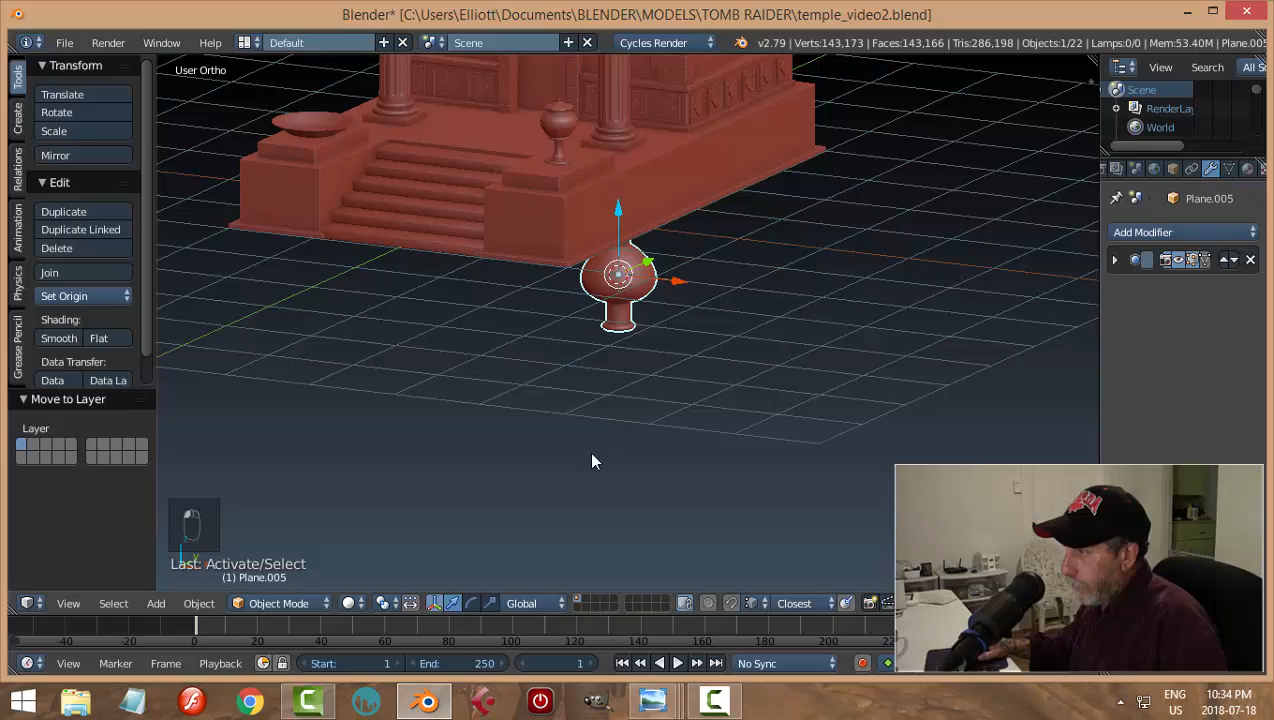 Blender* [C:\Users\Elliott\Documents\BLENDER\MODELS\TOMB RAIDER\temple_video2.blend]
File Render Window Help Default Scene Cycles Render v2.79 | Verts:143,173 | Faces:143,166 | Tris:286,198 | Objects:1/22 | Lamps:0/0 | Mem:53.40M | Plane.005
Tools
Create
Relations
Animation
Physics
Grease Pencil
Transform
Translate
Rotate
Scale
Mirror
Edit
Duplicate
Duplicate Linked
Delete
Join
Set Origin
Shading:
Smooth Flat
Data Transfer:
Data Data La
Move to Layer
Layer
User Ortho
Last: Activate/Select
(1) Plane.005
View Search All S
Scene
RenderLay
World
Plane.005
Add Modifier
View Select Add Object Object Mode Global Closest
-40 -20 0 20 40 60 80 100 120 140 160 180 200
View Marker Frame Playback Start: 1 End: 250 1 No Sync
ENG 10:34 PM
US 2018-07-18